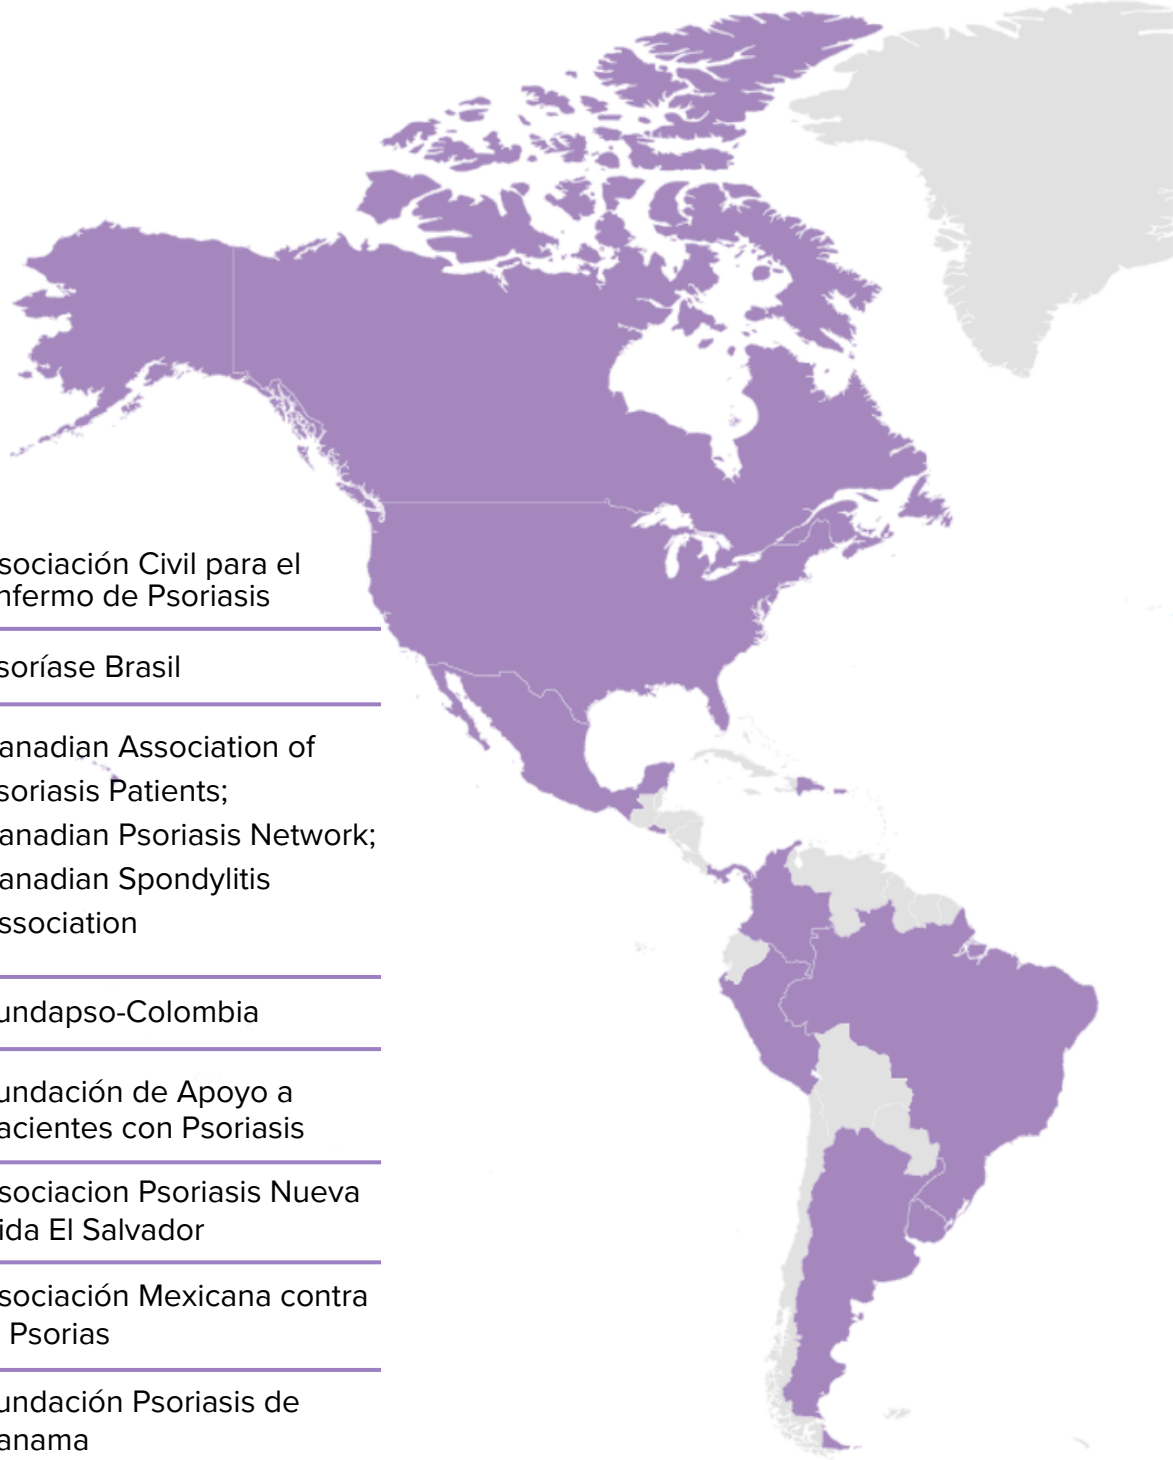 sociación Civil para el
nfermo de Psoriasis
soríase Brasil
anadian Association of
soriasis Patients;
anadian Psoriasis Network;
anadian Spondylitis
ssociation
undapso-Colombia
undación de Apoyo a
acientes con Psoriasis
sociacion Psoriasis Nueva
ida El Salvador
sociación Mexicana contra
Psorias
undación Psoriasis de
anama